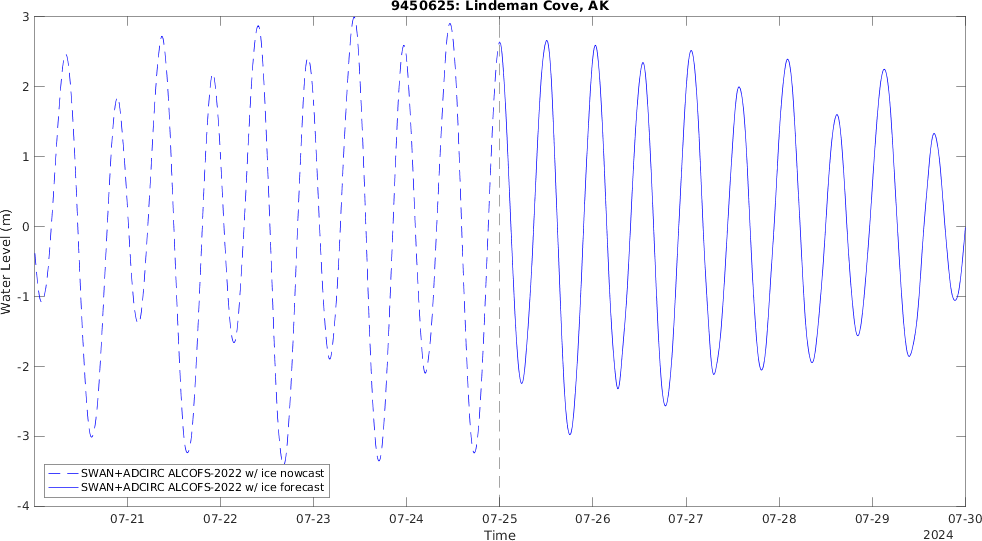 9450625: Lindeman Cove, AK
3
2
1
0
-1
-2
-3
-4
Water Level (m)
SWAN+ADCIRC ALCOFS-2022 w/ ice nowcast
SWAN+ADCIRC ALCOFS-2022 w/ ice forecast
07-21 07-22 07-23 07-24 07-25 07-26 07-27 07-28 07-29 07-30
Time
2024